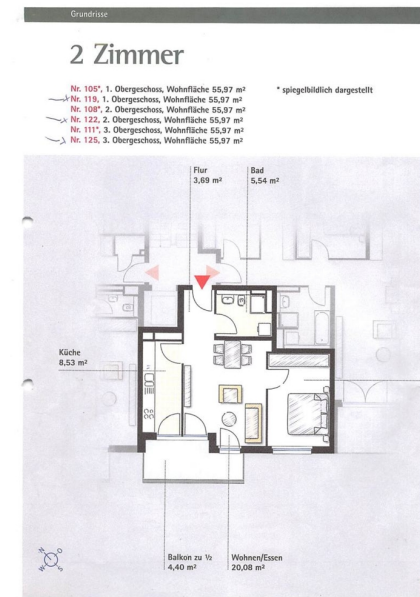 Grundrisse
2 Zimmer
Nr. 105*, 1. Obergeschoss, Wohnfläche 55,97 m²
* spiegelbildlich dargestellt
Nr. 119, 1. Obergeschoss, Wohnfläche 55,97 m²
Nr. 108*, 2. Obergeschoss, Wohnfläche 55,97 m²
Nr. 122, 2. Obergeschoss, Wohnfläche 55,97 m²
Nr. 111*, 3. Obergeschoss, Wohnfläche 55,97 m²
Nr. 125, 3. Obergeschoss, Wohnfläche 55,97 m²
Flur
3,69 m²
Bad
5,54 m²
Küche
8,53 m²
Balkon zu ½
4,40 m²
Wohnen/Essen
20,08 m²
N
O
W
S